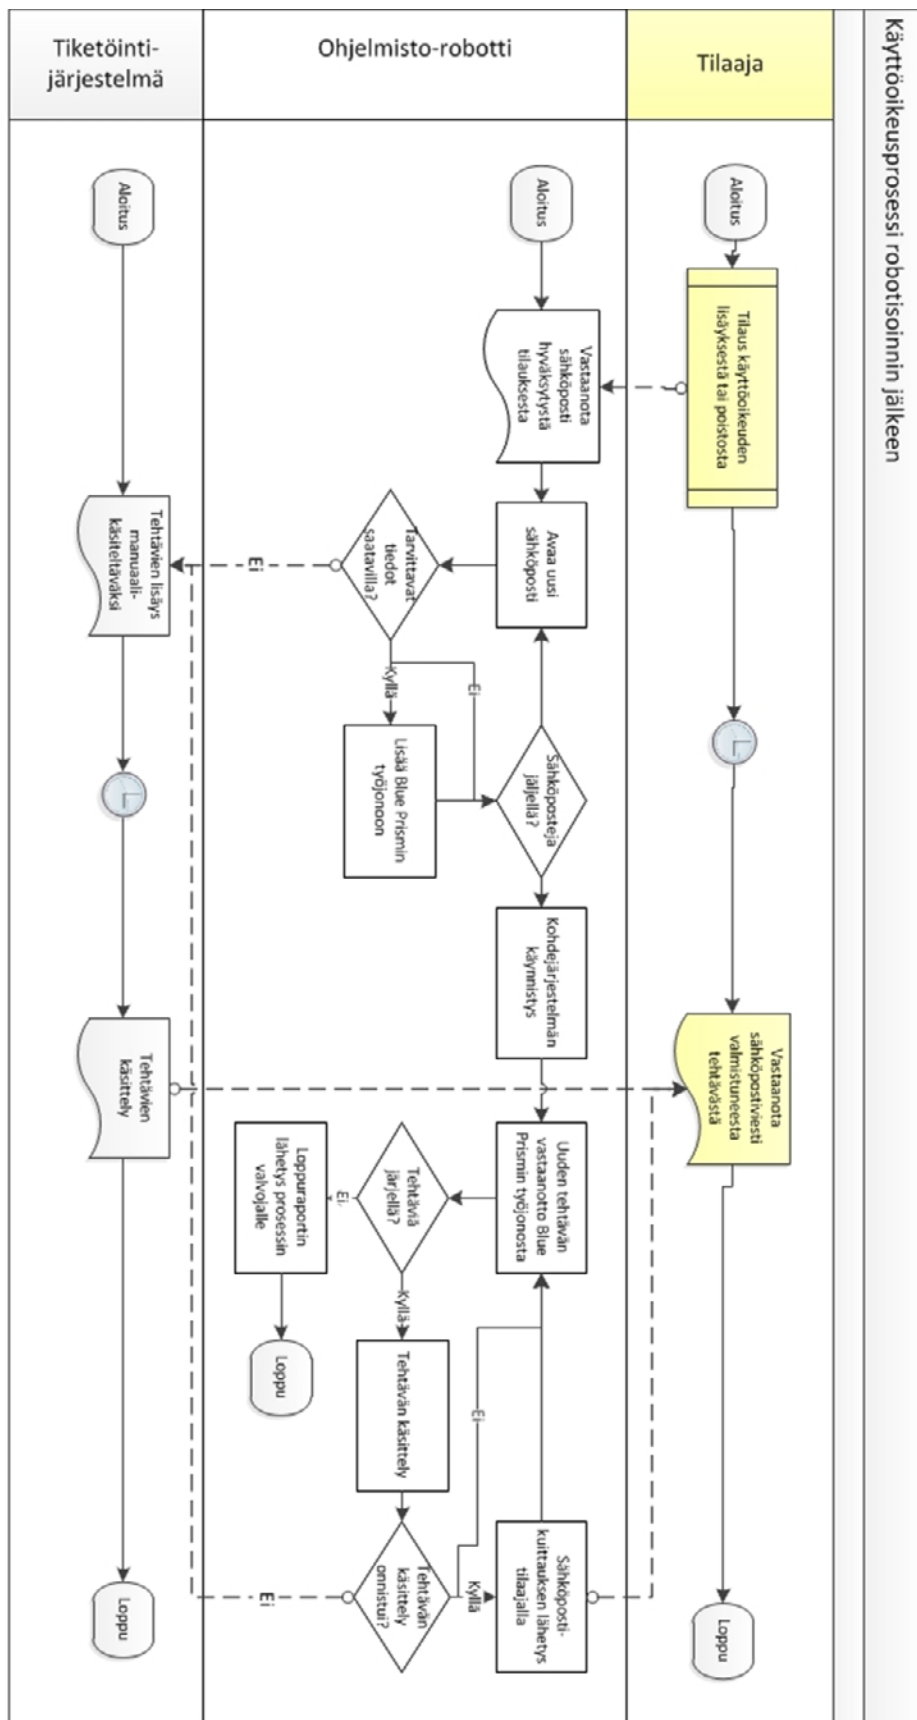 Käyttöoikeusprosessi robotisoinnin jälkeen
Tilaaja
Aloitus
Tilaus käyttöoikeuden
lisäyksestä tai poistosta
Vastaanota
sähköpostiviesti
valmistuneesta
tehtävästä
Loppu
Ohjelmisto-robotti
Aloitus
Vastaanota
sähköposti
hyväksytystä
tilauksesta
Avaa uusi
sähköposti
Tarvittavat
tiedot
saatavilla?
Ei
Kyllä
Ei
Lisää Blue Prismin
työjonoon
Sähköposteja
jäljellä?
Kohdejärjestelmän
käynnistys
Uuden tehtävän
vastaanotto Blue
Prismin työjonosta
Tehtäviä
järjellä?
Ei
Loppuraportin
lähetys prosessin
valvojalle
Loppu
Kyllä
Tehtävän käsittely
Tehtävän
käsittely
onnistui?
Ei
Kyllä
Ei
Sähköposti-
kuittauksen lähetys
tilaajalla
Tiketöinti-
järjestelmä
Aloitus
Tehtävien lisäys
manuaali-
käsiteltäväksi
Tehtävien
käsittely
Loppu